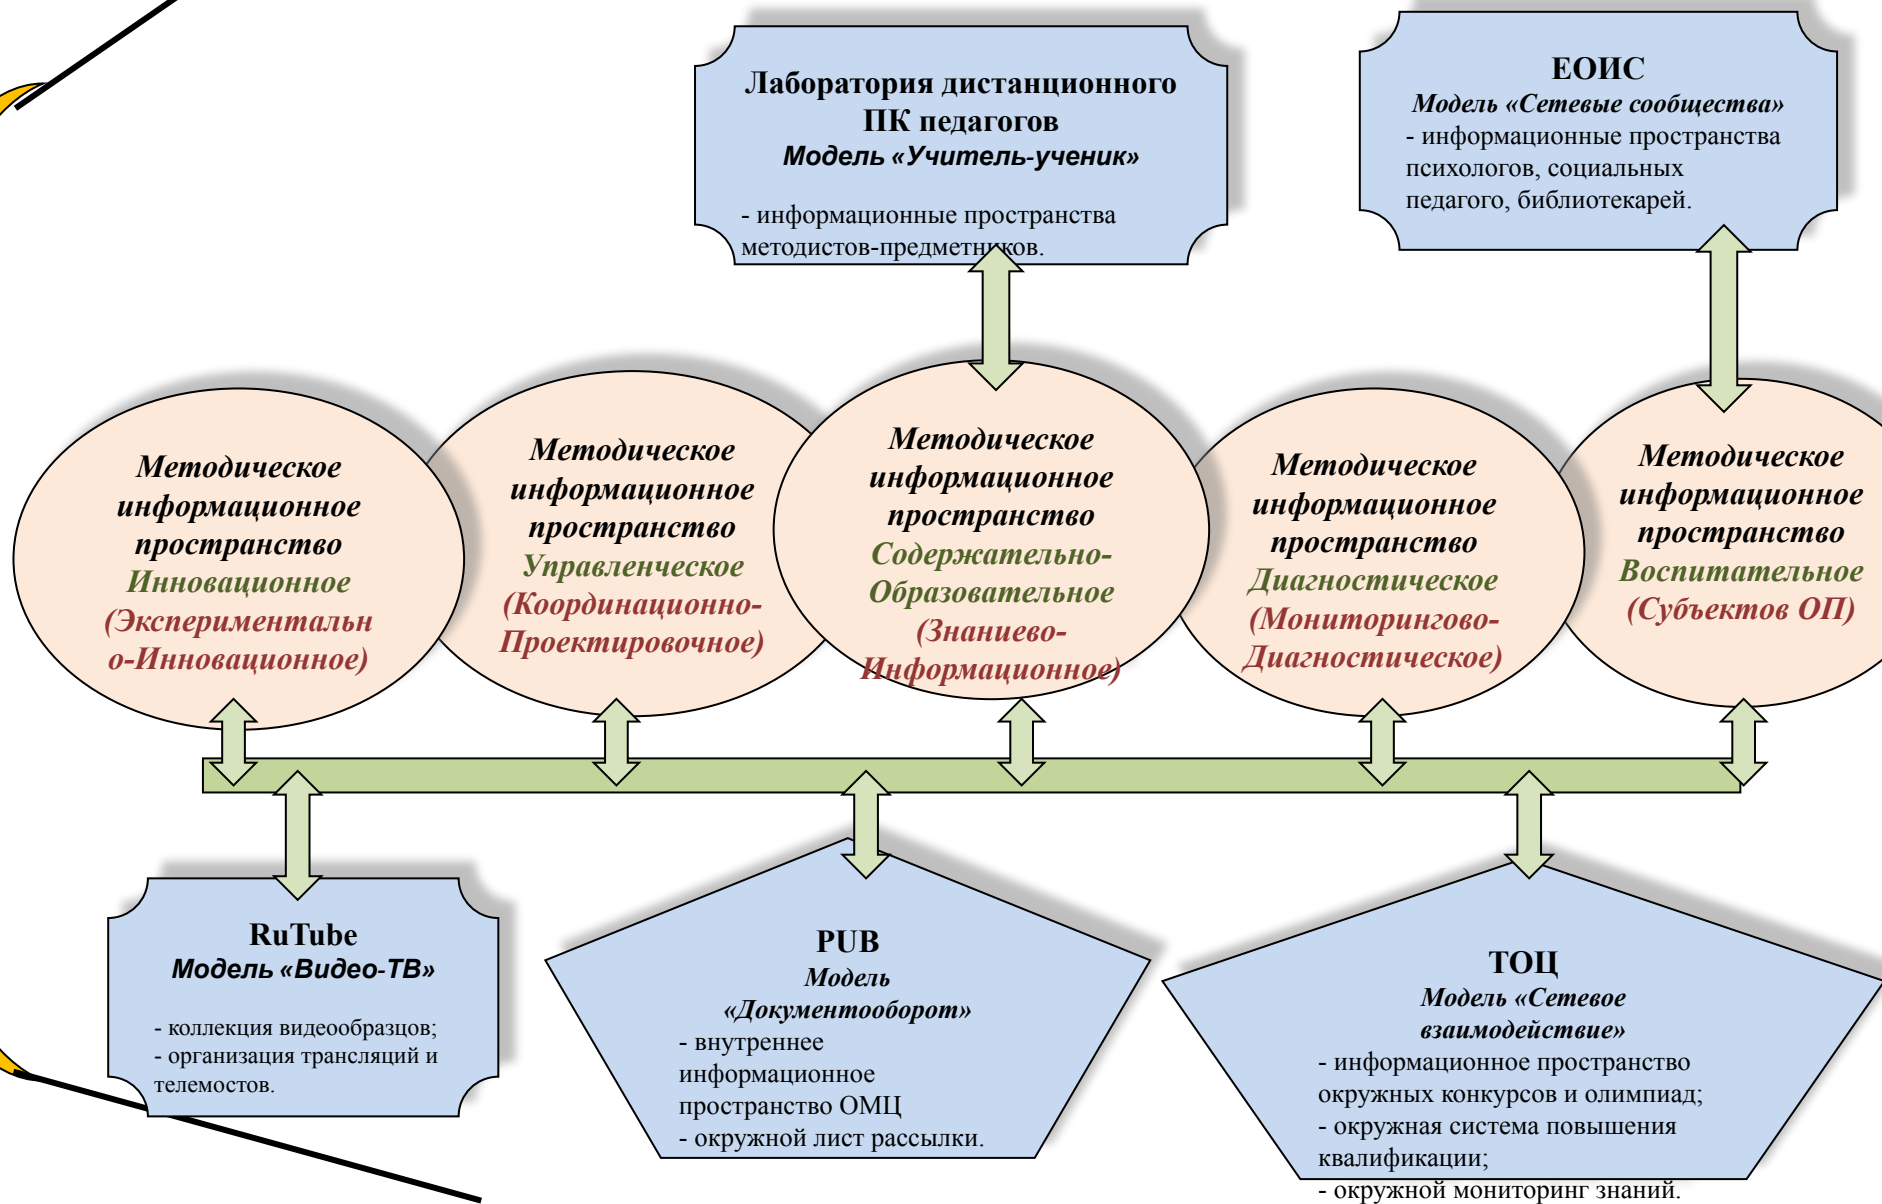 Лаборатория дистанционного
ПК педагогов
Модель «Учитель-ученик»
- информационные пространства
методистов-предметников.
ЕОИС
Модель «Сетевые сообщества»
- информационные пространства
психологов, социальных
педагого, библиотекарей.
Методическое
информационное
пространство
Инновационное
(Экспериментальн
о-Инновационное)
Методическое
информационное
пространство
Управленческое
(Координационно-
Проектировочное)
Методическое
информационное
пространство
Содержательно-
Образовательное
(Знаниево-
Информационное)
Методическое
информационное
пространство
Диагностическое
(Мониторингово-
Диагностическое)
Методическое
информационное
пространство
Воспитательное
(Субъектов ОП)
RuTube
Модель «Видео-ТВ»
- коллекция видеообразцов;
- организация трансляций и
телемостов.
PUB
Модель
«Документооборот»
- внутреннее
информационное
пространство ОМЦ
- окружной лист рассылки.
ТОЦ
Модель «Сетевое
взаимодействие»
- информационное пространство
окружных конкурсов и олимпиад;
- окружная система повышения
квалификации;
- окружной мониторинг знаний.